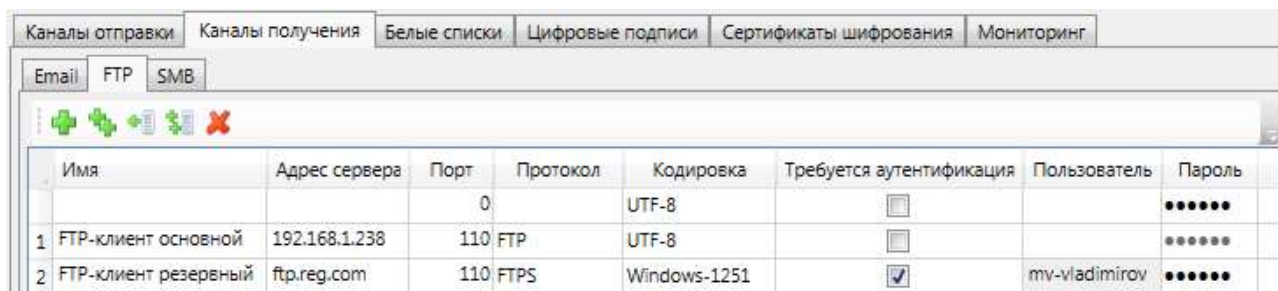 Каналы отправки Каналы получения Белые списки Цифровые подписи Сертификаты шифрования Мониторинг
Email FTP SMB
Имя Адрес сервера Порт Протокол Кодировка Требуется аутентификация Пользователь Пароль
0 UTF-8 ••••••
1 FTP-клиент основной 192.168.1.238 110 FTP UTF-8 ••••••
2 FTP-клиент резервный ftp.reg.com 110 FTPS Windows-1251 mv-vladimirov ••••••